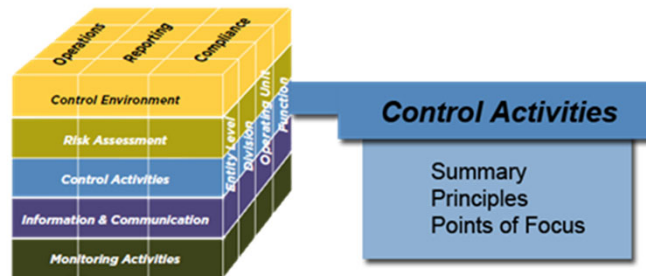 Operations
Reporting
Compliance
Control Environment
Risk Assessment
Control Activities
Information & Communication
Monitoring Activities
Entity Level
Division
Operating Unit
Function
Control Activities
Summary
Principles
Points of Focus